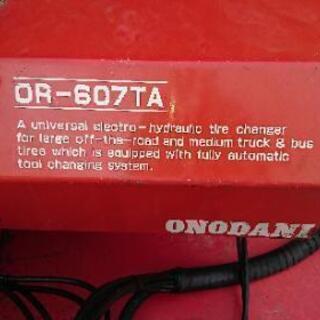 OR-607TA
A universal electro-hydraulic tire changer
for large off-the-road and medium truck & bus
tires which is equipped with fully automatic
tool changing system.
ONODANI